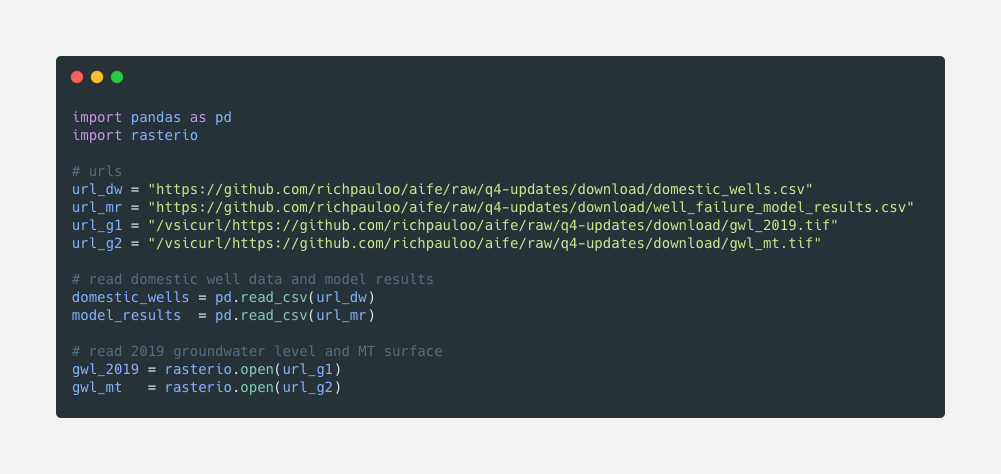 import pandas as pd
import rasterio
# urls
url_dw = "https://github.com/richpauloo/aife/raw/q4-updates/download/domestic_wells.csv"
url_mr = "https://github.com/richpauloo/aife/raw/q4-updates/download/well_failure_model_results.csv"
url_g1 = "/vsicurl/https://github.com/richpauloo/aife/raw/q4-updates/download/gwl_2019.tif"
url_g2 = "/vsicurl/https://github.com/richpauloo/aife/raw/q4-updates/download/gwl_mt.tif"
# read domestic well data and model results
domestic_wells = pd.read_csv(url_dw)
model_results  = pd.read_csv(url_mr)
# read 2019 groundwater level and MT surface
gwl_2019 = rasterio.open(url_g1)
gwl_mt   = rasterio.open(url_g2)